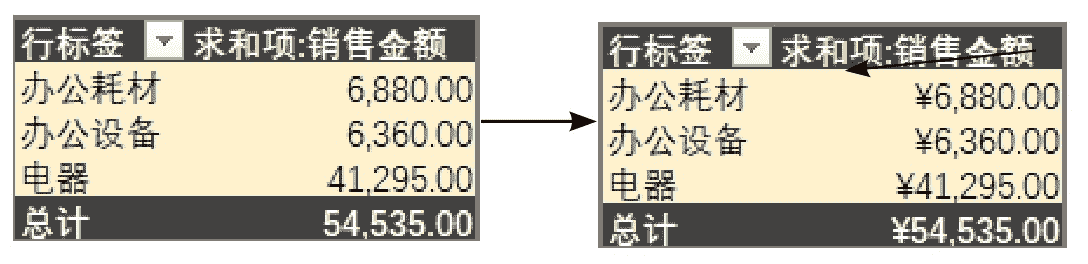 行标签 求和项:销售金额
办公耗材 6,880.00
办公设备 6,360.00
电器 41,295.00
总计 54,535.00
行标签 求和项:销售金额
办公耗材 ¥6,880.00
办公设备 ¥6,360.00
电器 ¥41,295.00
总计 ¥54,535.00